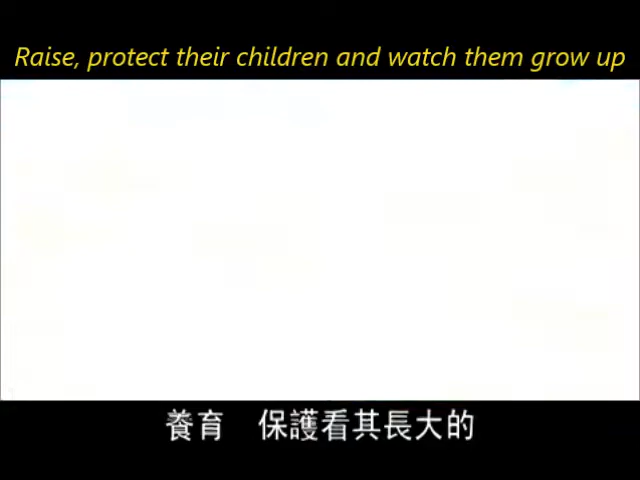 Raise, protect their children and watch them grow up
養育　保護看其長大的